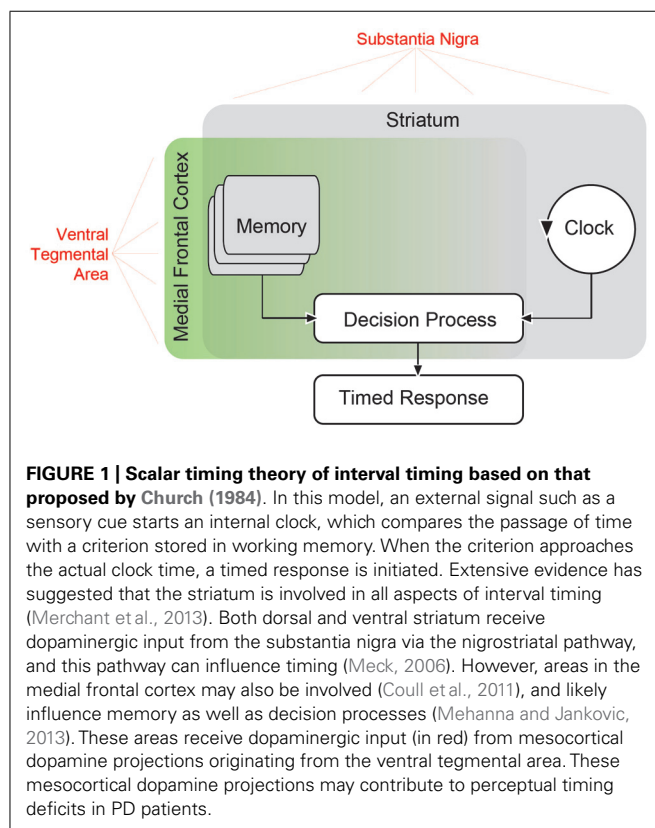 Substantia Nigra
Striatum
Medial Frontal Cortex
Ventral
Tegmental
Area
Memory
Clock
Decision Process
Timed Response
FIGURE 1 | Scalar timing theory of interval timing based on that
proposed by Church (1984). In this model, an external signal such as a
sensory cue starts an internal clock, which compares the passage of time
with a criterion stored in working memory. When the criterion approaches
the actual clock time, a timed response is initiated. Extensive evidence has
suggested that the striatum is involved in all aspects of interval timing
(Merchant et al., 2013). Both dorsal and ventral striatum receive
dopaminergic input from the substantia nigra via the nigrostriatal pathway,
and this pathway can influence timing (Meck, 2006). However, areas in the
medial frontal cortex may also be involved (Coull et al., 2011), and likely
influence memory as well as decision processes (Mehanna and Jankovic,
2013). These areas receive dopaminergic input (in red) from mesocortical
dopamine projections originating from the ventral tegmental area. These
mesocortical dopamine projections may contribute to perceptual timing
deficits in PD patients.